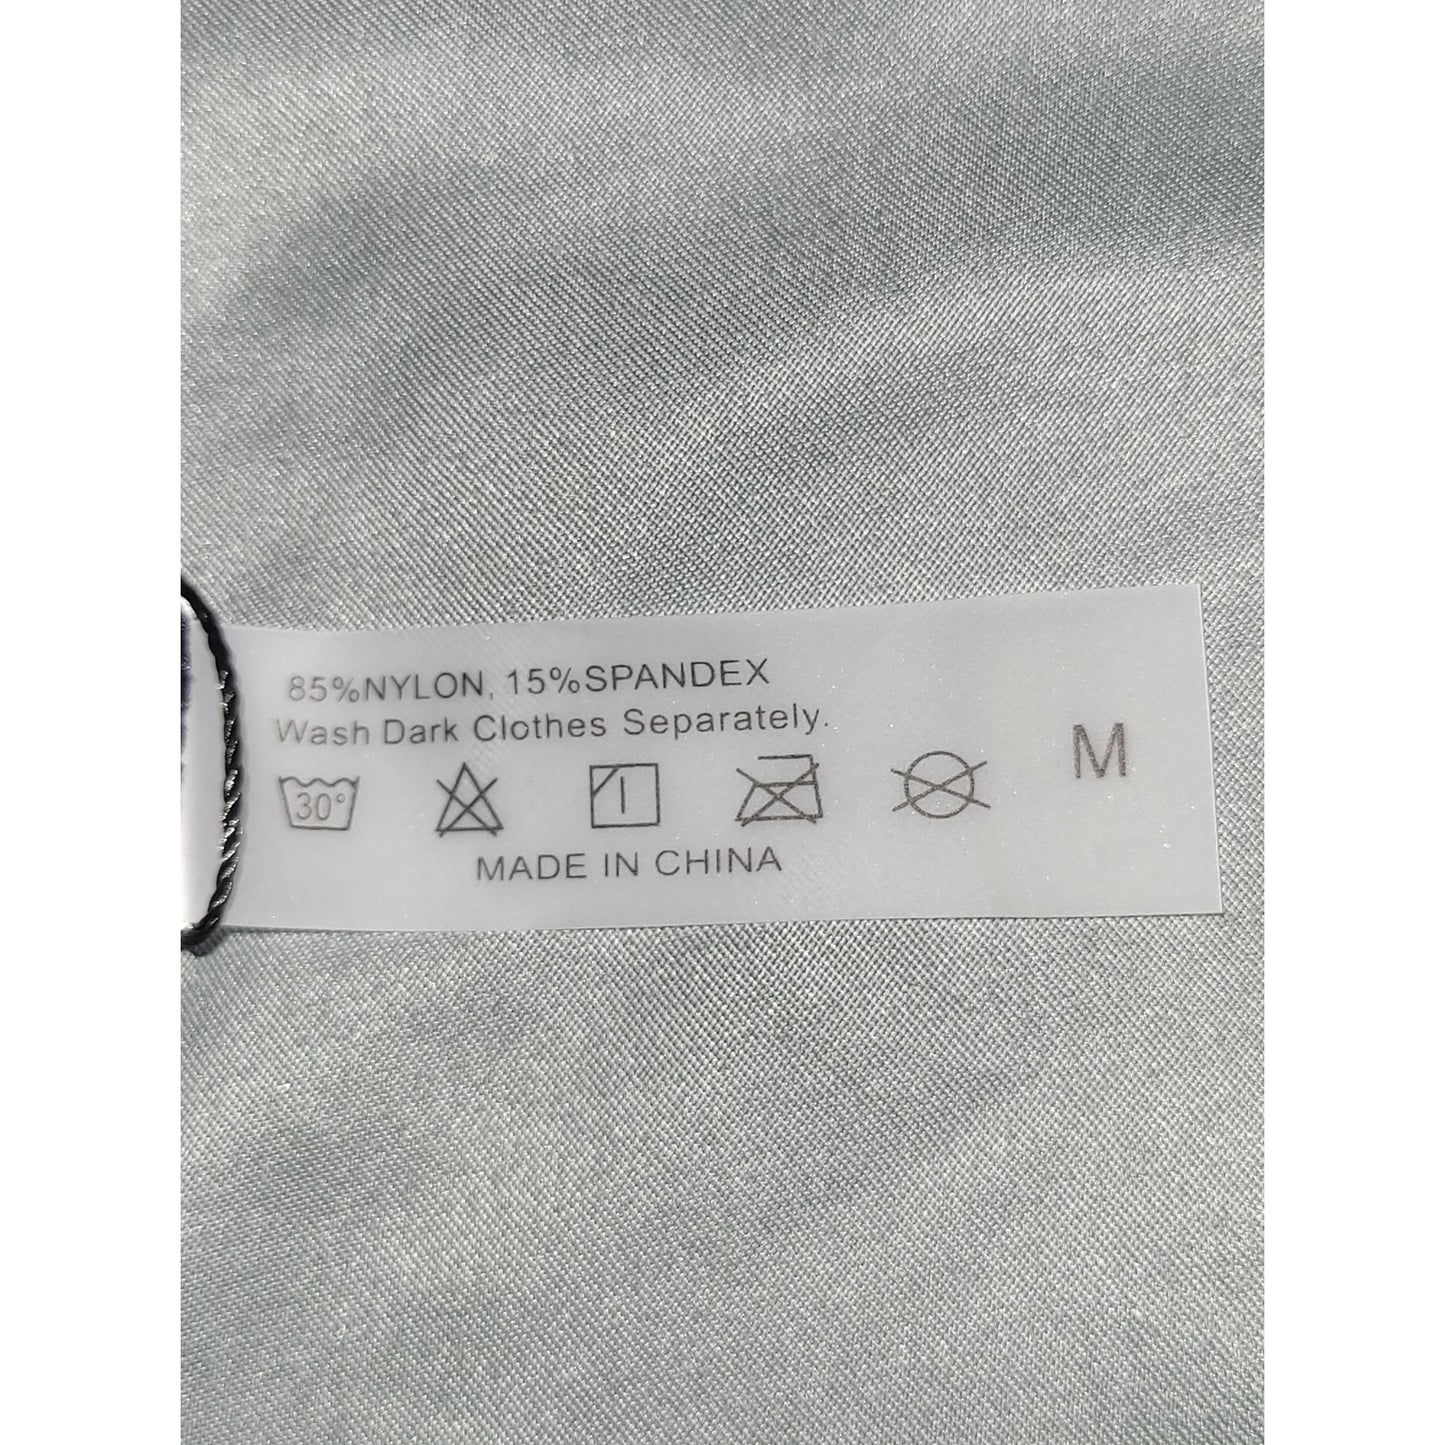 85%NYLON, 15%SPANDEX
Wash Dark Clothes Separately.
30°
M
MADE IN CHINA